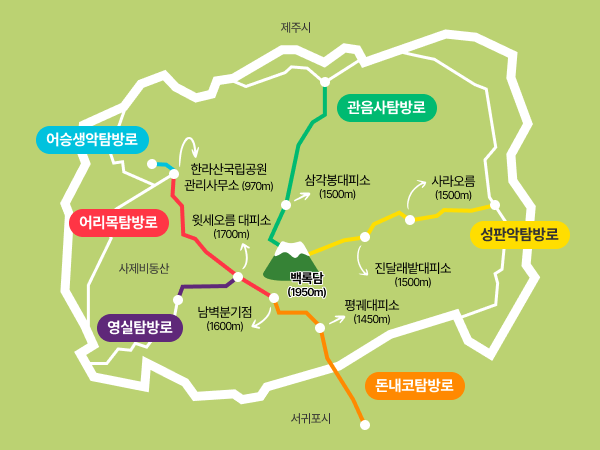 제주시
관음사탐방로
어승생악탐방로
한라산국립공원
관리사무소 (970m)
삼각봉대피소
(1500m)
사라오름
(1500m)
어리목탐방로
윗세오름 대피소
(1700m)
성판악탐방로
사제비동산
백록담
(1950m)
진달래밭대피소
(1500m)
남벽분기점
(1600m)
평궤대피소
(1450m)
영실탐방로
돈내코탐방로
서귀포시